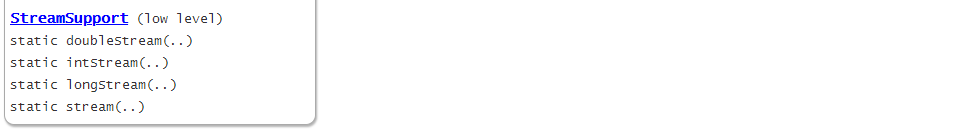 StreamSupport (low level)
static doubleStream(..)
static intStream(..)
static longStream(..)
static stream(..)